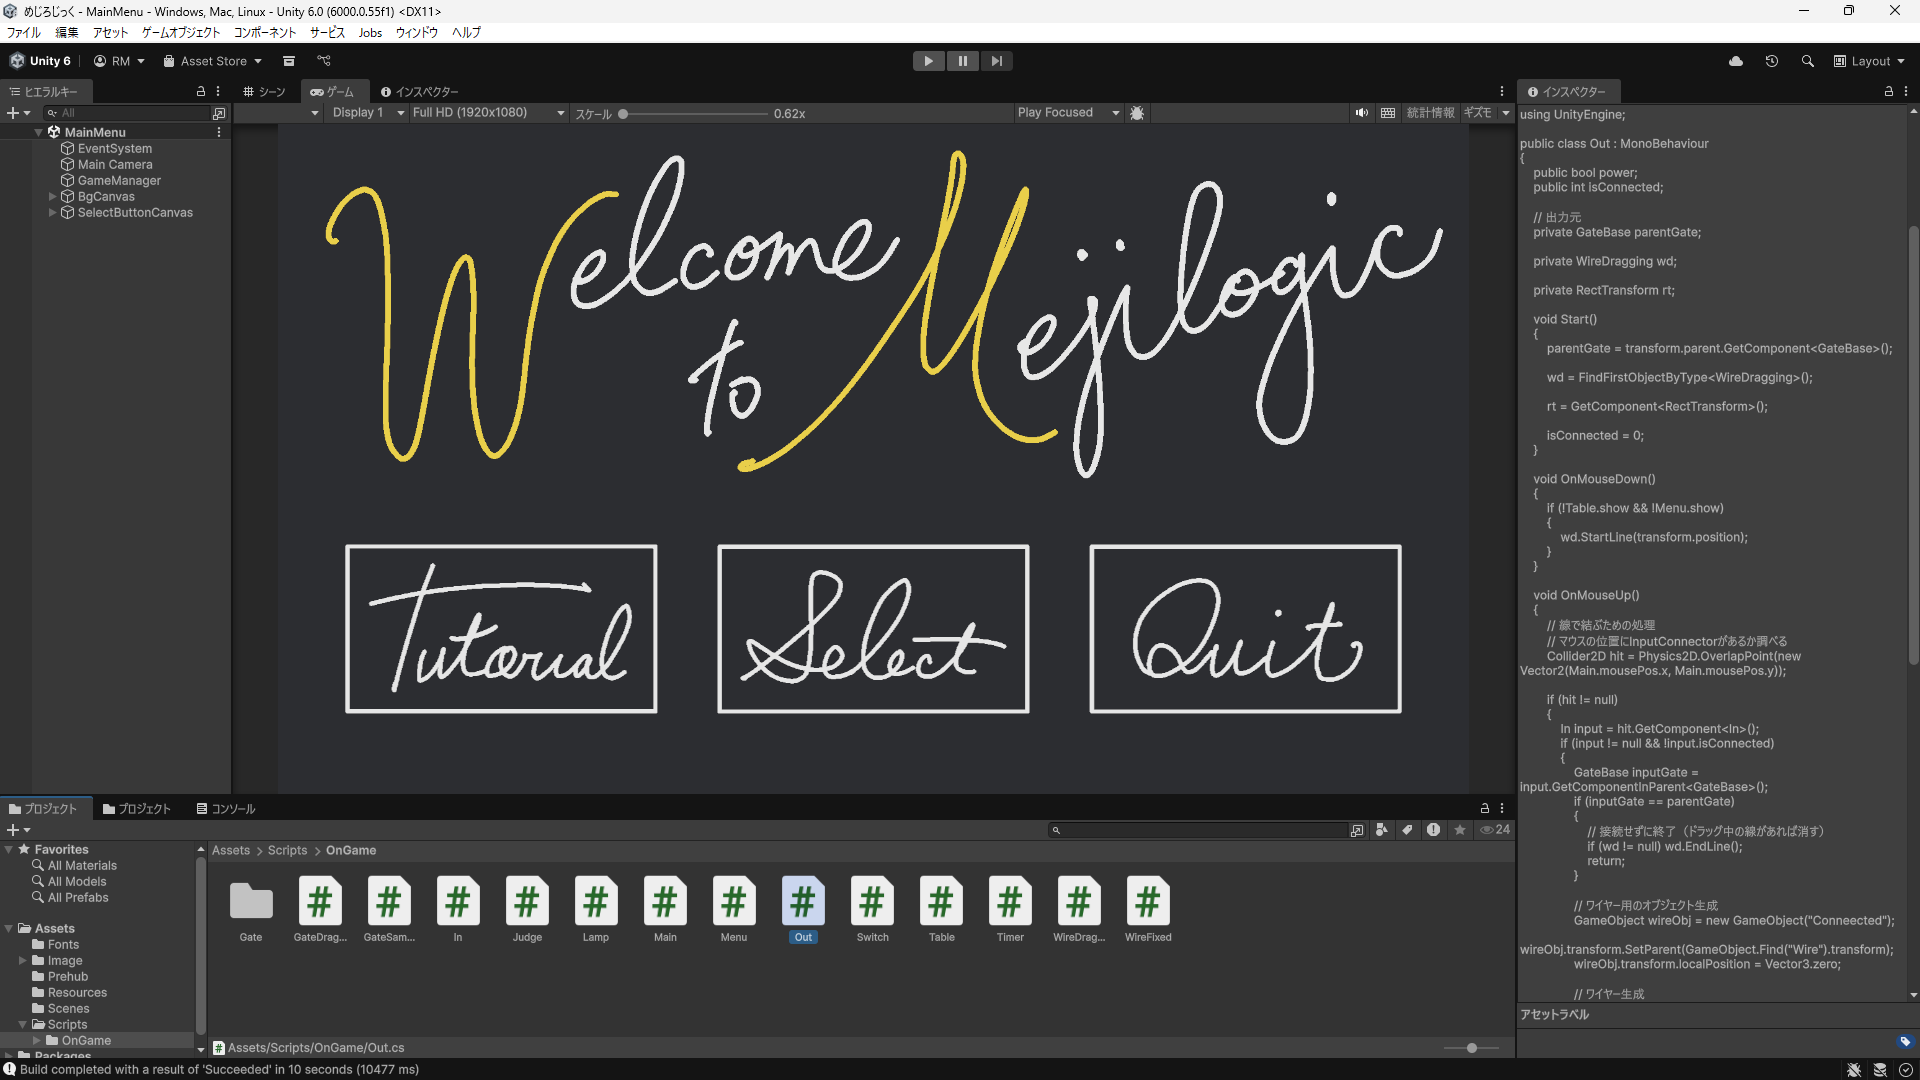 めじろじっく - MainMenu - Windows, Mac, Linux - Unity 6.0 (6000.0.55f1) <DX11>
ファイル 編集 アセット ゲームオブジェクト コンポーネント サービス Jobs ウィンドウ ヘルプ
Unity 6 RM Asset Store Layout
ヒエラルキー
シーン
ゲーム
インスペクター
All
MainMenu
EventSystem
Main Camera
GameManager
BgCanvas
SelectButtonCanvas
Display 1 Full HD (1920x1080) スケール 0.62x Play Focused 統計情報 ギズモ
Welcome
to Mejilogic
Tutorial
Select
Quit
インスペクター
using UnityEngine;
public class Out : MonoBehaviour
{
public bool power;
public int isConnected;
// 出力元
private GateBase parentGate;
private WireDragging wd;
private RectTransform rt;
void Start()
{
parentGate = transform.parent.GetComponent<GateBase>();
wd = FindFirstObjectByType<WireDragging>();
rt = GetComponent<RectTransform>();
isConnected = 0;
}
void OnMouseDown()
{
if (!Table.show && !Menu.show)
{
wd.StartLine(transform.position);
}
}
void OnMouseUp()
{
// 線で結ぶための処理
// マウスの位置にInputConnectorがあるか調べる
Collider2D hit = Physics2D.OverlapPoint(new
Vector2(Main.mousePos.x, Main.mousePos.y));
if (hit != null)
{
In input = hit.GetComponent<In>();
if (input != null && !input.isConnected)
{
GateBase inputGate =
input.GetComponentInParent<GateBase>();
if (inputGate == parentGate)
{
// 接続せずに終了（ドラッグ中の線があれば消す）
if (wd != null) wd.EndLine();
return;
}
// ワイヤー用のオブジェクト生成
GameObject wireObj = new GameObject("Conneected");
wireObj.transform.SetParent(GameObject.Find("Wire").transform);
wireObj.transform.localPosition = Vector3.zero;
// ワイヤー生成
アセットラベル
プロジェクト
プロジェクト
コンソール
24
Favorites
All Materials
All Models
All Prefabs
Assets
Fonts
Image
Prehub
Resources
Scenes
Scripts
OnGame
Packages
Assets > Scripts > OnGame
Gate
GateDrag...
GateSam...
In
Judge
Lamp
Main
Menu
Out
Switch
Table
Timer
WireDrag...
WireFixed
Assets/Scripts/OnGame/Out.cs
Build completed with a result of 'Succeeded' in 10 seconds (10477 ms)